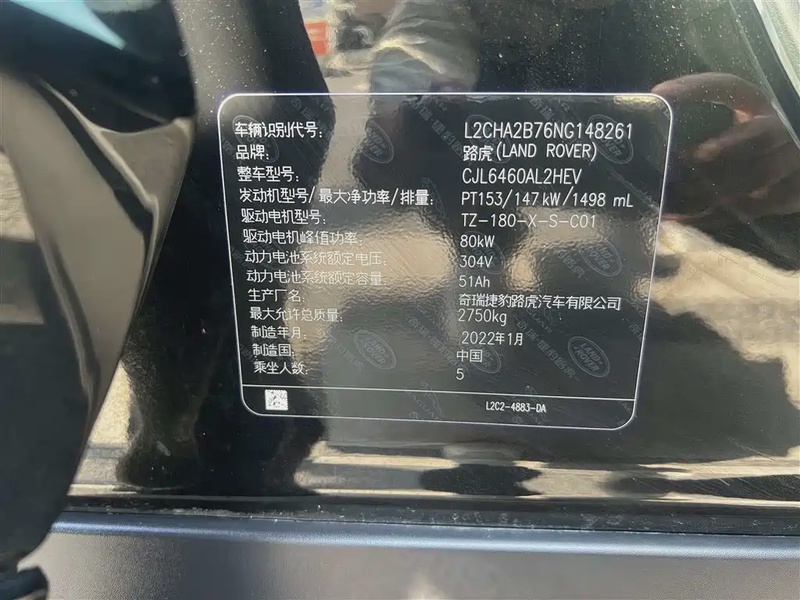 车辆识别代号: L2CHA2B76NG148261
品牌: 路虎(LAND ROVER)
整车型号: CJL6460AL2HEV
发动机型号/最大净功率/排量: PT153/147kW/1498 mL
驱动电机型号: TZ-180-X-S-C01
驱动电机峰值功率: 80kW
动力电池系统额定电压: 304V
动力电池系统额定容量: 51Ah
生产厂名: 奇瑞捷豹路虎汽车有限公司
最大允许总质量: 2750kg
制造年月: 2022年1月
制造国: 中国
乘坐人数: 5
L2C2-4883-DA